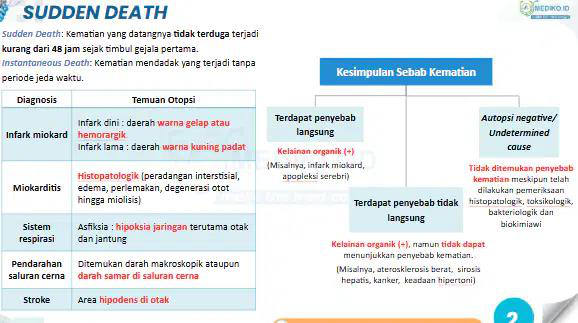 SUDDEN DEATH
MEDIKO.ID
Sudden Death: Kematian yang datangnya tidak terduga terjadi
kurang dari 48 jam sejak timbul gejala pertama.
Instantaneous Death: Kematian mendadak yang terjadi tanpa
periode jeda waktu.
Diagnosis
Temuan Otopsi
Infark miokard
Infark dini : daerah warna gelap atau
hemorargik.
Infark lama : daerah warna kuning padat
Miokarditis
Histopatologik (peradangan interstisial,
edema, perlemakan, degenerasi otot
hingga miolisis)
Sistem
respirasi
Asfiksia : hipoksia jaringan terutama otak
dan jantung
Pendarahan
saluran cerna
Ditemukan darah makroskopik ataupun
darah samar di saluran cerna
Stroke
Area hipodens di otak
Kesimpulan Sebab Kematian
Terdapat penyebab
langsung
Kelainan organik (+)
(Misalnya, infark miokard,
apopleksi serebri)
Terdapat penyebab tidak
langsung
Kelainan organik (+), namun tidak dapat
menunjukkan penyebab kematian.
(Misalnya, aterosklerosis berat, sirosis
hepatis, kanker, keadaan hipertoni)
Autopsi negative/
Undetermined
cause
Tidak ditemukan penyebab
kematian meskipun telah
dilakukan pemeriksaan
histopatologik, toksikologik,
bakteriologik dan
biokimiawi
2